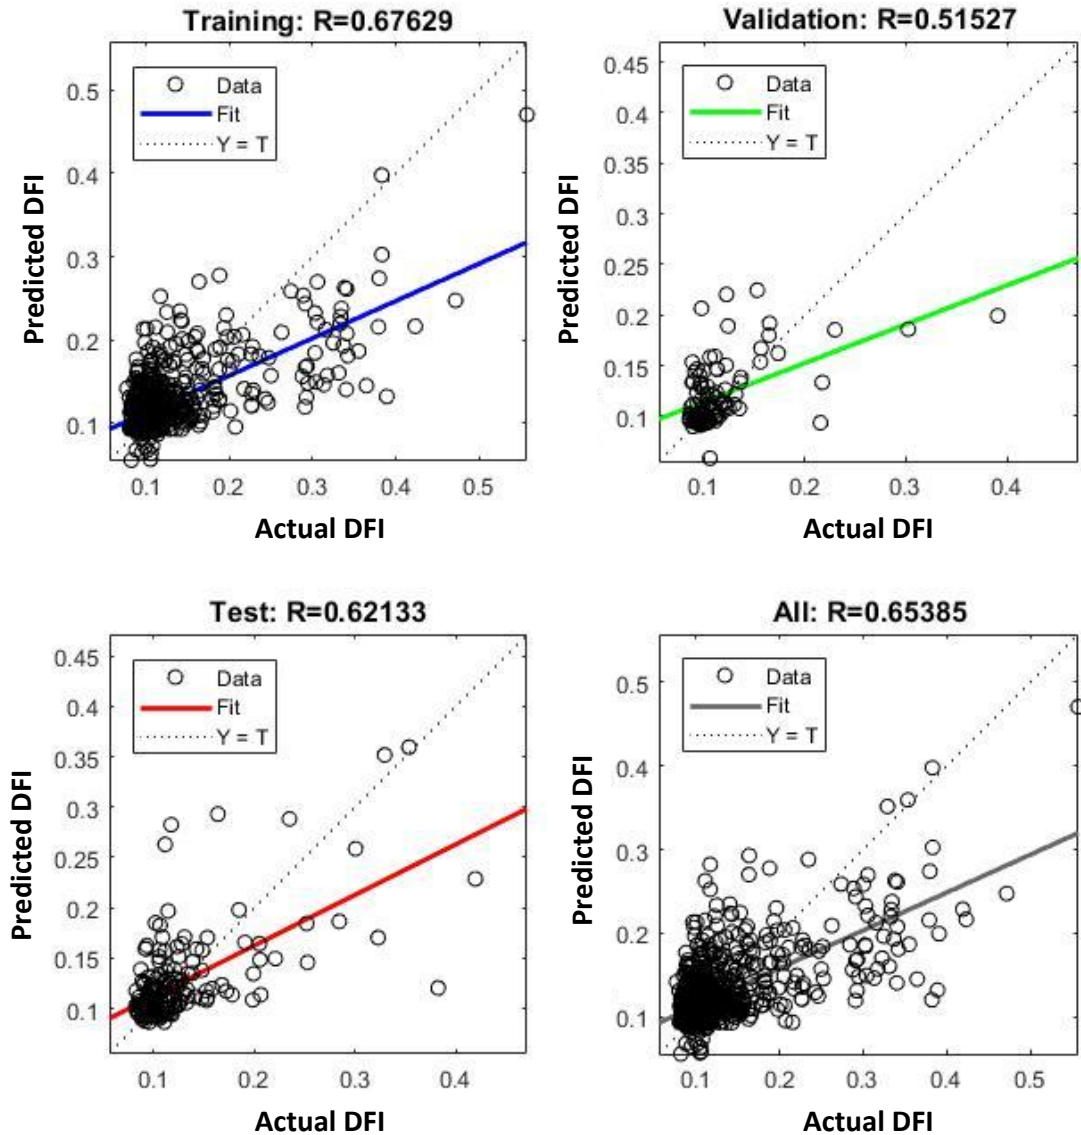 Training: R=0.67629
Data
Fit
Y = T
0.5
0.4
0.3
0.2
0.1
0.1 0.2 0.3 0.4 0.5
Predicted DFI
Actual DFI
Validation: R=0.51527
Data
Fit
Y = T
0.45
0.4
0.35
0.3
0.25
0.2
0.15
0.1
0.1 0.2 0.3 0.4
Predicted DFI
Actual DFI
Test: R=0.62133
Data
Fit
Y = T
0.45
0.4
0.35
0.3
0.25
0.2
0.15
0.1
0.1 0.2 0.3 0.4
Predicted DFI
Actual DFI
All: R=0.65385
Data
Fit
Y = T
0.5
0.4
0.3
0.2
0.1
0.1 0.2 0.3 0.4 0.5
Predicted DFI
Actual DFI